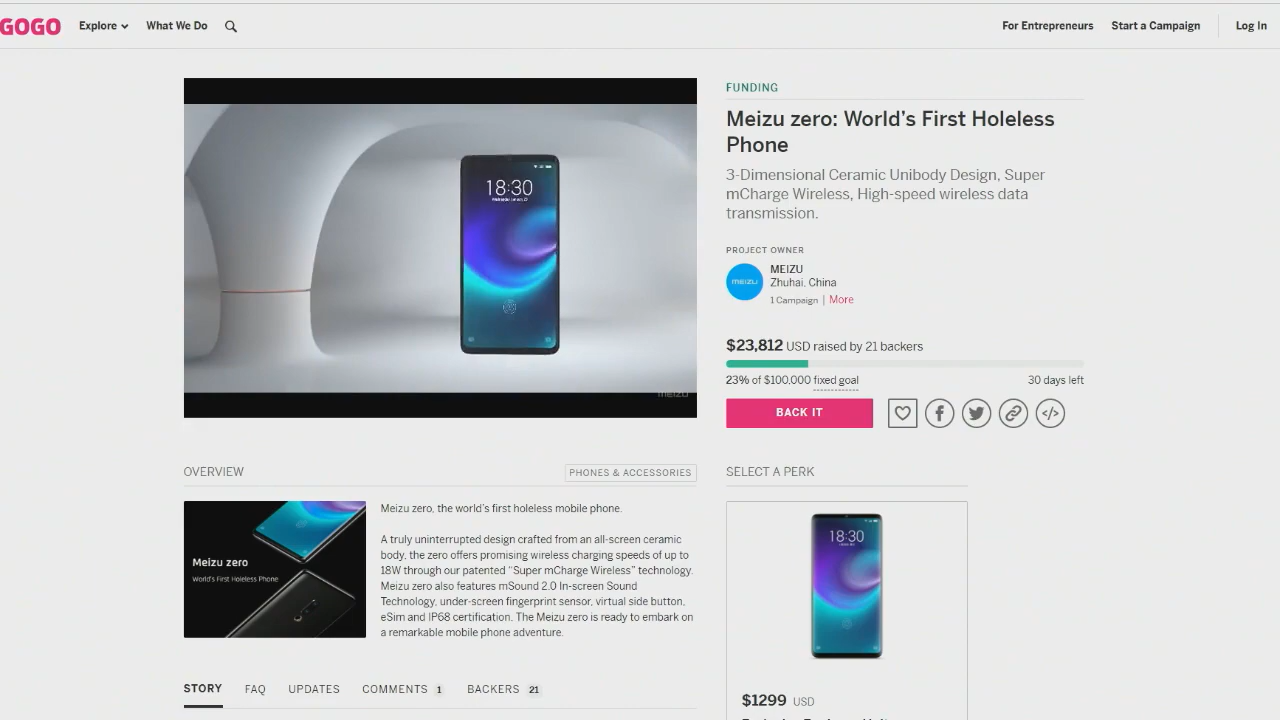 GOGO
Explore
What We Do
For Entrepreneurs
Start a Campaign
Log In
18:30
meizu
FUNDING
Meizu zero: World's First Holeless
Phone
3-Dimensional Ceramic Unibody Design, Super
mCharge Wireless, High-speed wireless data
transmission.
PROJECT OWNER
MEIZU
MEIZU
Zhuhai, China
1 Campaign | More
$23,812 USD raised by 21 backers
23% of $100,000 fixed goal
30 days left
BACK IT
OVERVIEW
PHONES & ACCESSORIES
Meizu zero
World's First Holeless Phone
Meizu zero, the world's first holeless mobile phone.
A truly uninterrupted design crafted from an all-screen ceramic
body, the zero offers promising wireless charging speeds of up to
18W through our patented "Super mCharge Wireless" technology.
Meizu zero also features mSound 2.0 In-screen Sound
Technology, under-screen fingerprint sensor, virtual side button,
eSim and IP68 certification. The Meizu zero is ready to embark on
a remarkable mobile phone adventure.
STORY
FAQ
UPDATES
COMMENTS 1
BACKERS 21
SELECT A PERK
18:30
$1299 USD